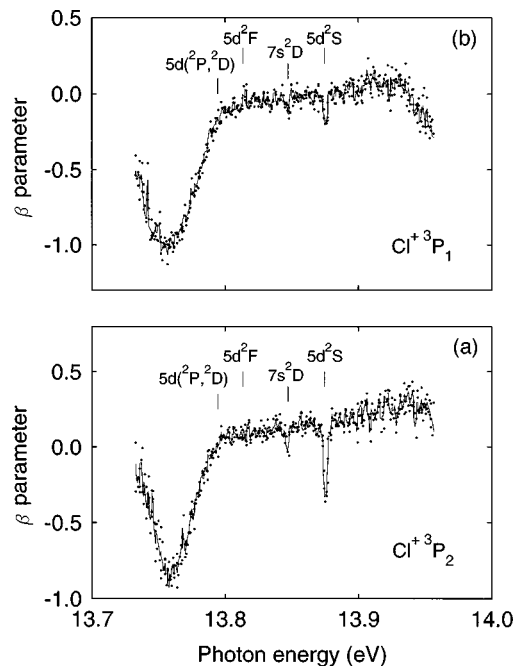 5d²F 7s²D 5d²S
5d(²P,²D)
(b)
0.5
0.0
-0.5
-1.0
β parameter
Cl⁺ ³P₁
5d²F 7s²D 5d²S
5d(²P,²D)
(a)
0.5
0.0
-0.5
-1.0
β parameter
Cl⁺ ³P₂
13.7 13.8 13.9 14.0
Photon energy (eV)